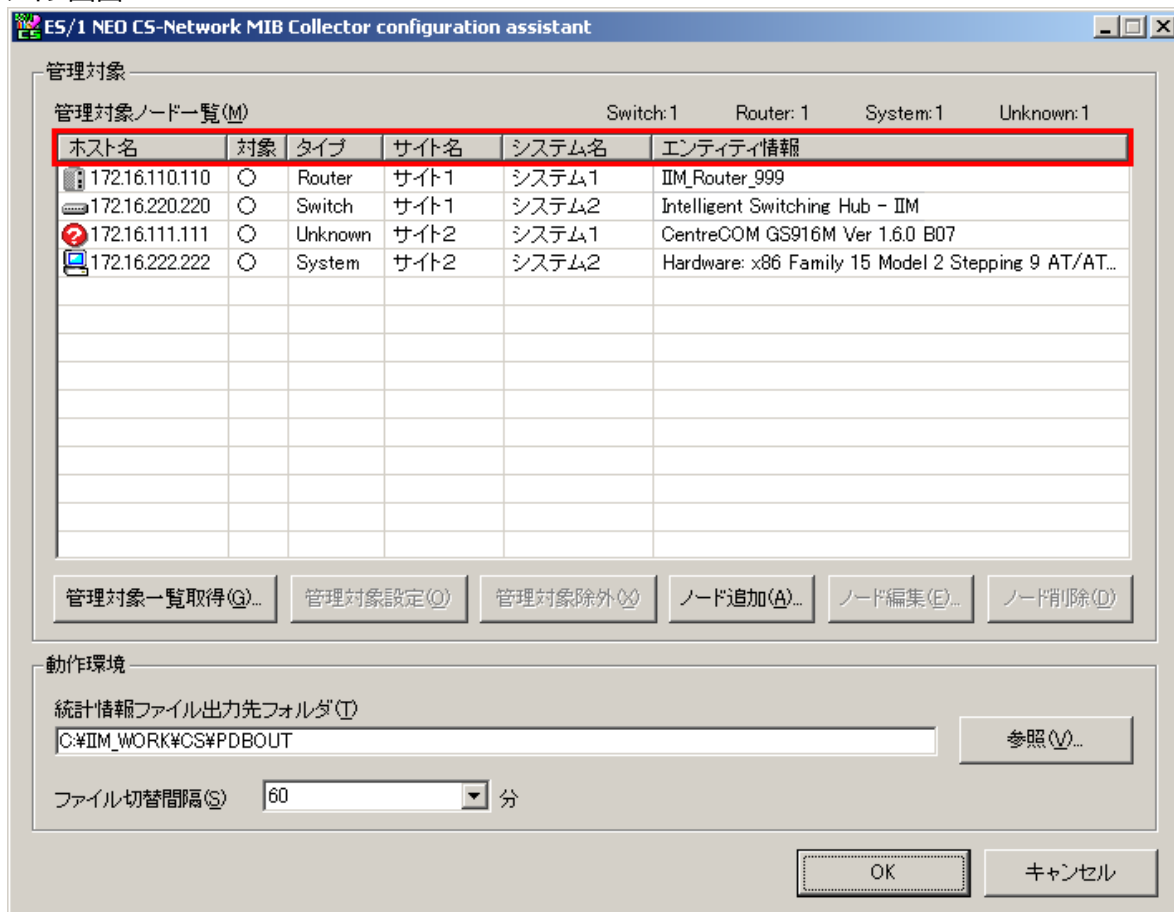 ES/1 NEO CS-Network MIB Collector configuration assistant
管理対象
管理対象ノード一覧(M) Switch:1 Router: 1 System:1 Unknown:1
ホスト名 対象 タイプ サイト名 システム名 エンティティ情報
172.16.110.110 ○ Router サイト1 システム1 IIM_Router_999
172.16.220.220 ○ Switch サイト1 システム2 Intelligent Switching Hub - IIM
172.16.111.111 ○ Unknown サイト2 システム1 CentreCOM GS916M Ver 1.6.0 B07
172.16.222.222 ○ System サイト2 システム2 Hardware: x86 Family 15 Model 2 Stepping 9 AT/AT...
管理対象一覧取得(G)... 管理対象設定(O) 管理対象除外(X) ノード追加(A)... ノード編集(E)... ノード削除(D)
動作環境
統計情報ファイル出力先フォルダ(T)
C:¥IIM_WORK¥CS¥PDBOUT 参照(V)...
ファイル切替間隔(S) 60 分
OK キャンセル